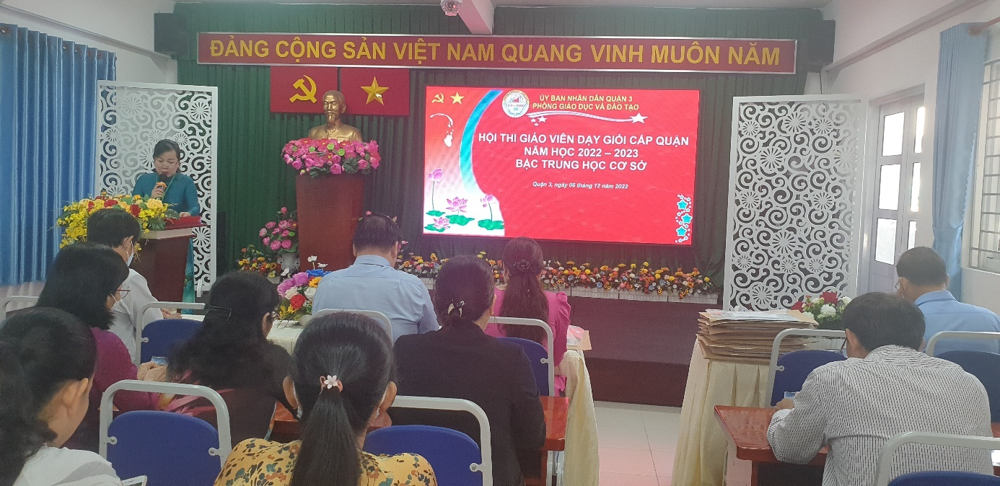 ĐẢNG CỘNG SẢN VIỆT NAM QUANG VINH MUÔN NĂM
ỦY BAN NHÂN DÂN QUẬN 3
PHÒNG GIÁO DỤC VÀ ĐÀO TẠO
HỘI THI GIÁO VIÊN DẠY GIỎI CẤP QUẬN
NĂM HỌC 2022 – 2023
BẬC TRUNG HỌC CƠ SỞ
Quận 3, ngày 06 tháng 12 năm 2022